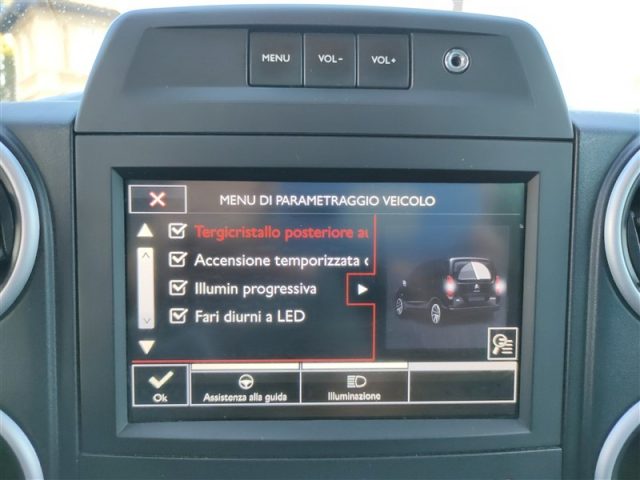 MENU VOL- VOL+
MENU DI PARAMETRAGGIO VEICOLO
Tergicristallo posteriore au
Accensione temporizzata
Illumin progressiva
Fari diurni a LED
Ok Assistenza alla guida Illuminazione